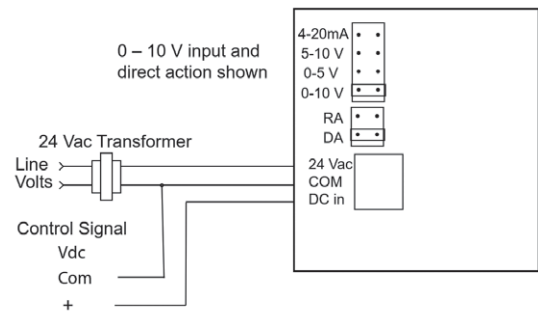 0 – 10 V input and
direct action shown
4-20mA
5-10 V
0-5 V
0-10 V
RA
DA
24 Vac Transformer
Line
Volts
24 Vac
COM
DC in
Control Signal
Vdc
Com
+